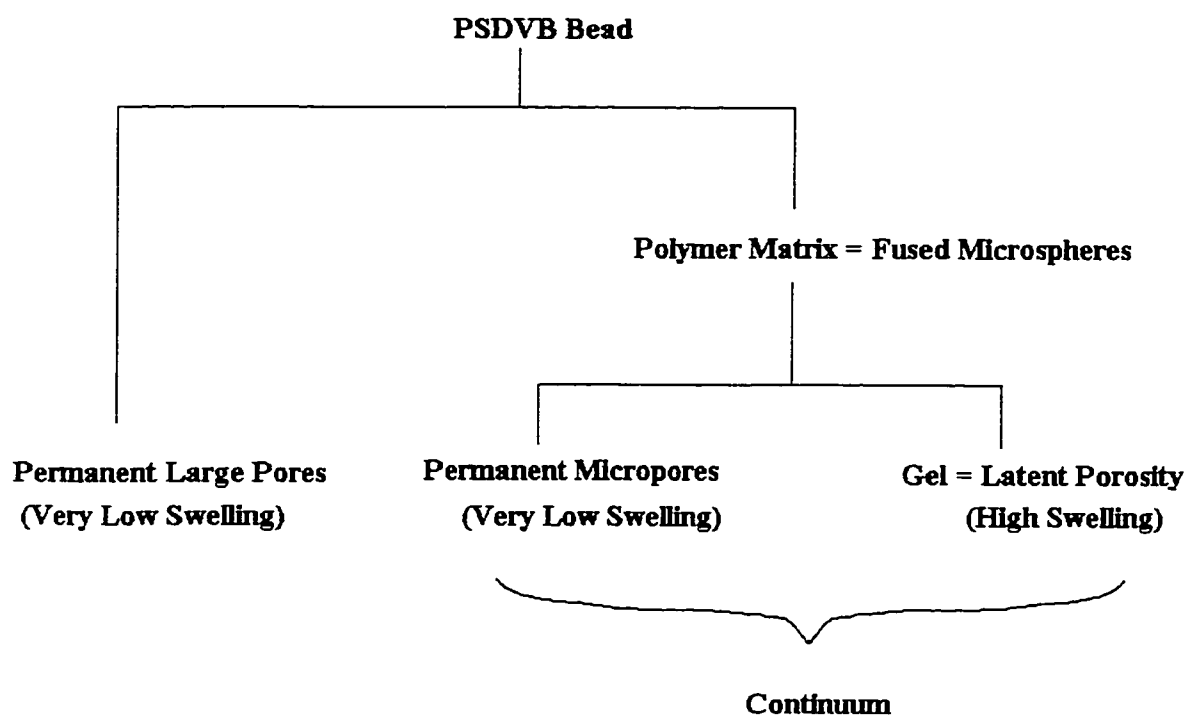 PSDVB Bead
Polymer Matrix = Fused Microspheres
Permanent Large Pores
(Very Low Swelling)
Permanent Micropores
(Very Low Swelling)
Gel = Latent Porosity
(High Swelling)
Continuum